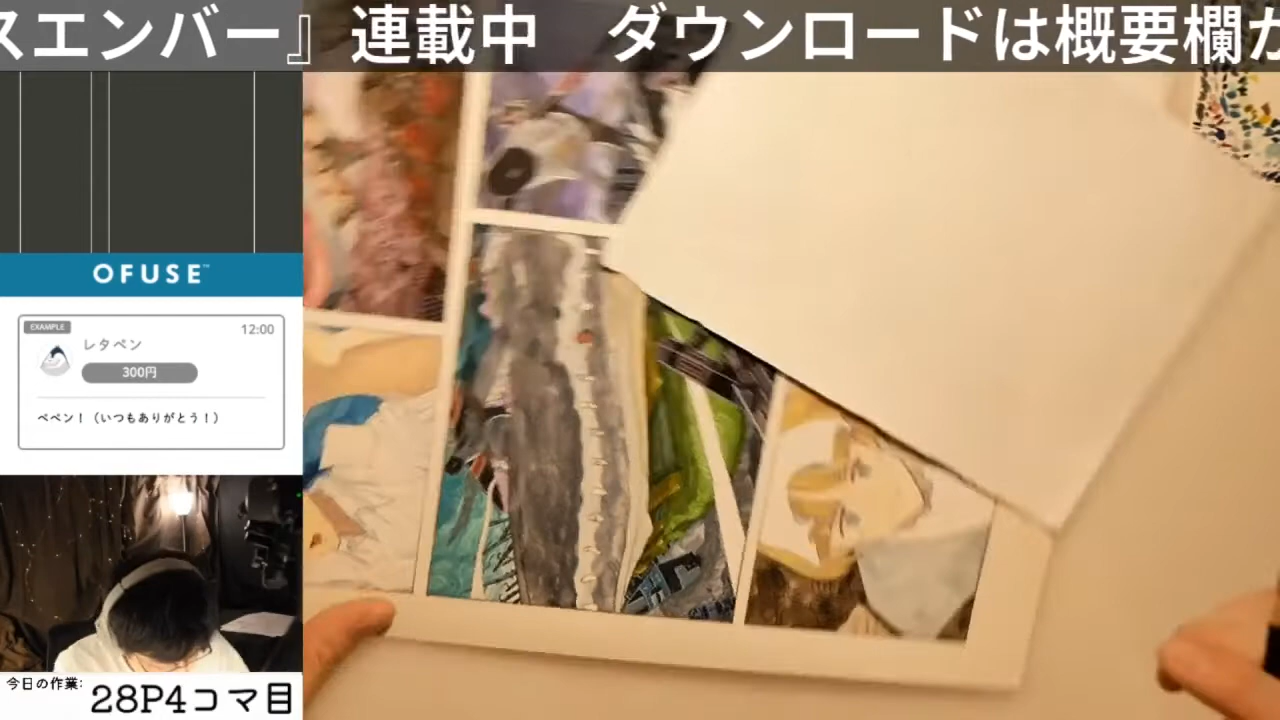 スエンバー』連載中　ダウンロードは概要欄か
OFUSE™
EXAMPLE
12:00
レタペン
300円
ペペン！（いつもありがとう！）
今日の作業:
28P4コマ目